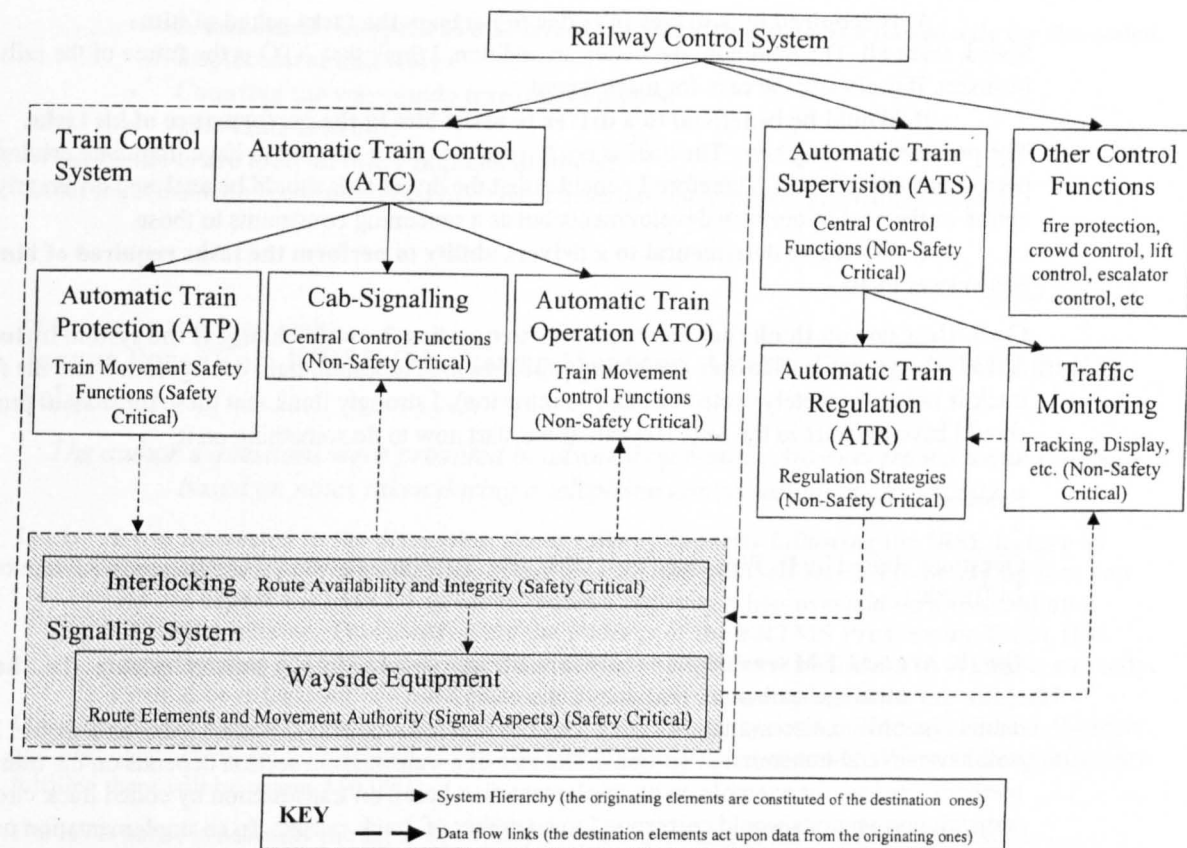 Railway Control System
Train Control
System
Automatic Train Control
(ATC)
Automatic Train
Supervision (ATS)
Central Control
Functions (Non-Safety
Critical)
Other Control
Functions
fire protection,
crowd control, lift
control, escalator
control, etc
Automatic Train
Protection (ATP)
Train Movement Safety
Functions (Safety
Critical)
Cab-Signalling
Central Control Functions
(Non-Safety Critical)
Automatic Train
Operation (ATO)
Train Movement
Control Functions
(Non-Safety Critical)
Automatic Train
Regulation
(ATR)
Regulation Strategies
(Non-Safety Critical)
Traffic
Monitoring
Tracking, Display,
etc. (Non-Safety
Critical)
Interlocking Route Availability and Integrity (Safety Critical)
Signalling System
Wayside Equipment
Route Elements and Movement Authority (Signal Aspects) (Safety Critical)
KEY
System Hierarchy (the originating elements are constituted of the destination ones)
Data flow links (the destination elements act upon data from the originating ones)